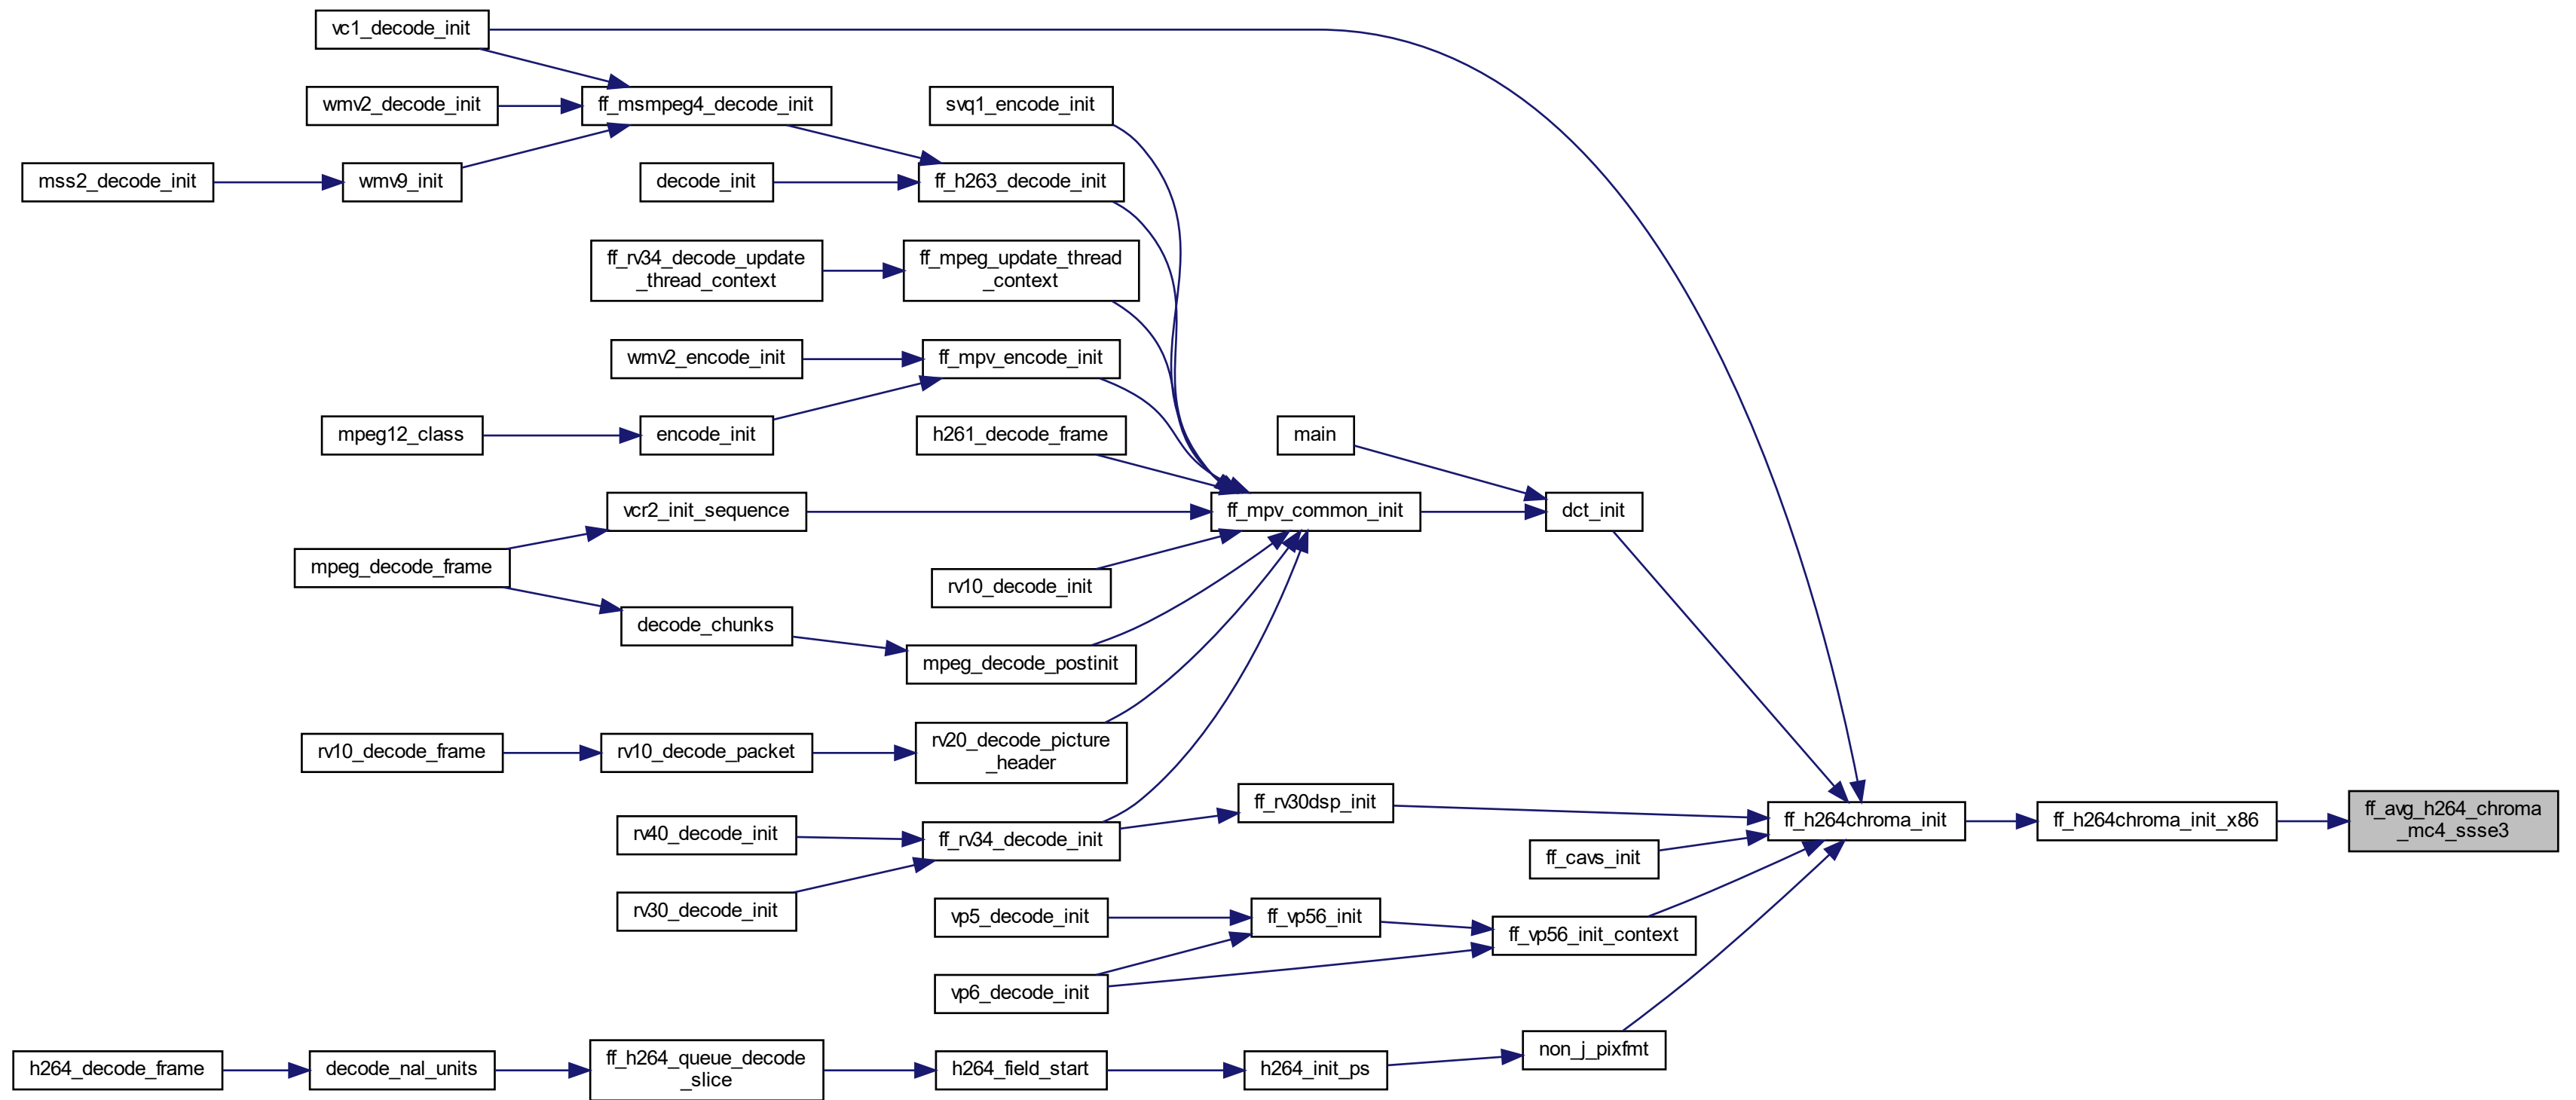 vc1_decode_init
wmv2_decode_init
ff_msmpeg4_decode_init
svq1_encode_init
mss2_decode_init
wmv9_init
decode_init
ff_h263_decode_init
ff_rv34_decode_update
_thread_context
ff_mpeg_update_thread
_context
wmv2_encode_init
ff_mpv_encode_init
mpeg12_class
encode_init
h261_decode_frame
main
vcr2_init_sequence
ff_mpv_common_init
dct_init
mpeg_decode_frame
rv10_decode_init
decode_chunks
mpeg_decode_postinit
rv10_decode_frame
rv10_decode_packet
rv20_decode_picture
_header
ff_rv30dsp_init
rv40_decode_init
ff_rv34_decode_init
ff_h264chroma_init
ff_h264chroma_init_x86
ff_avg_h264_chroma
_mc4_ssse3
ff_cavs_init
rv30_decode_init
vp5_decode_init
ff_vp56_init
ff_vp56_init_context
vp6_decode_init
non_j_pixfmt
h264_decode_frame
decode_nal_units
ff_h264_queue_decode
_slice
h264_field_start
h264_init_ps